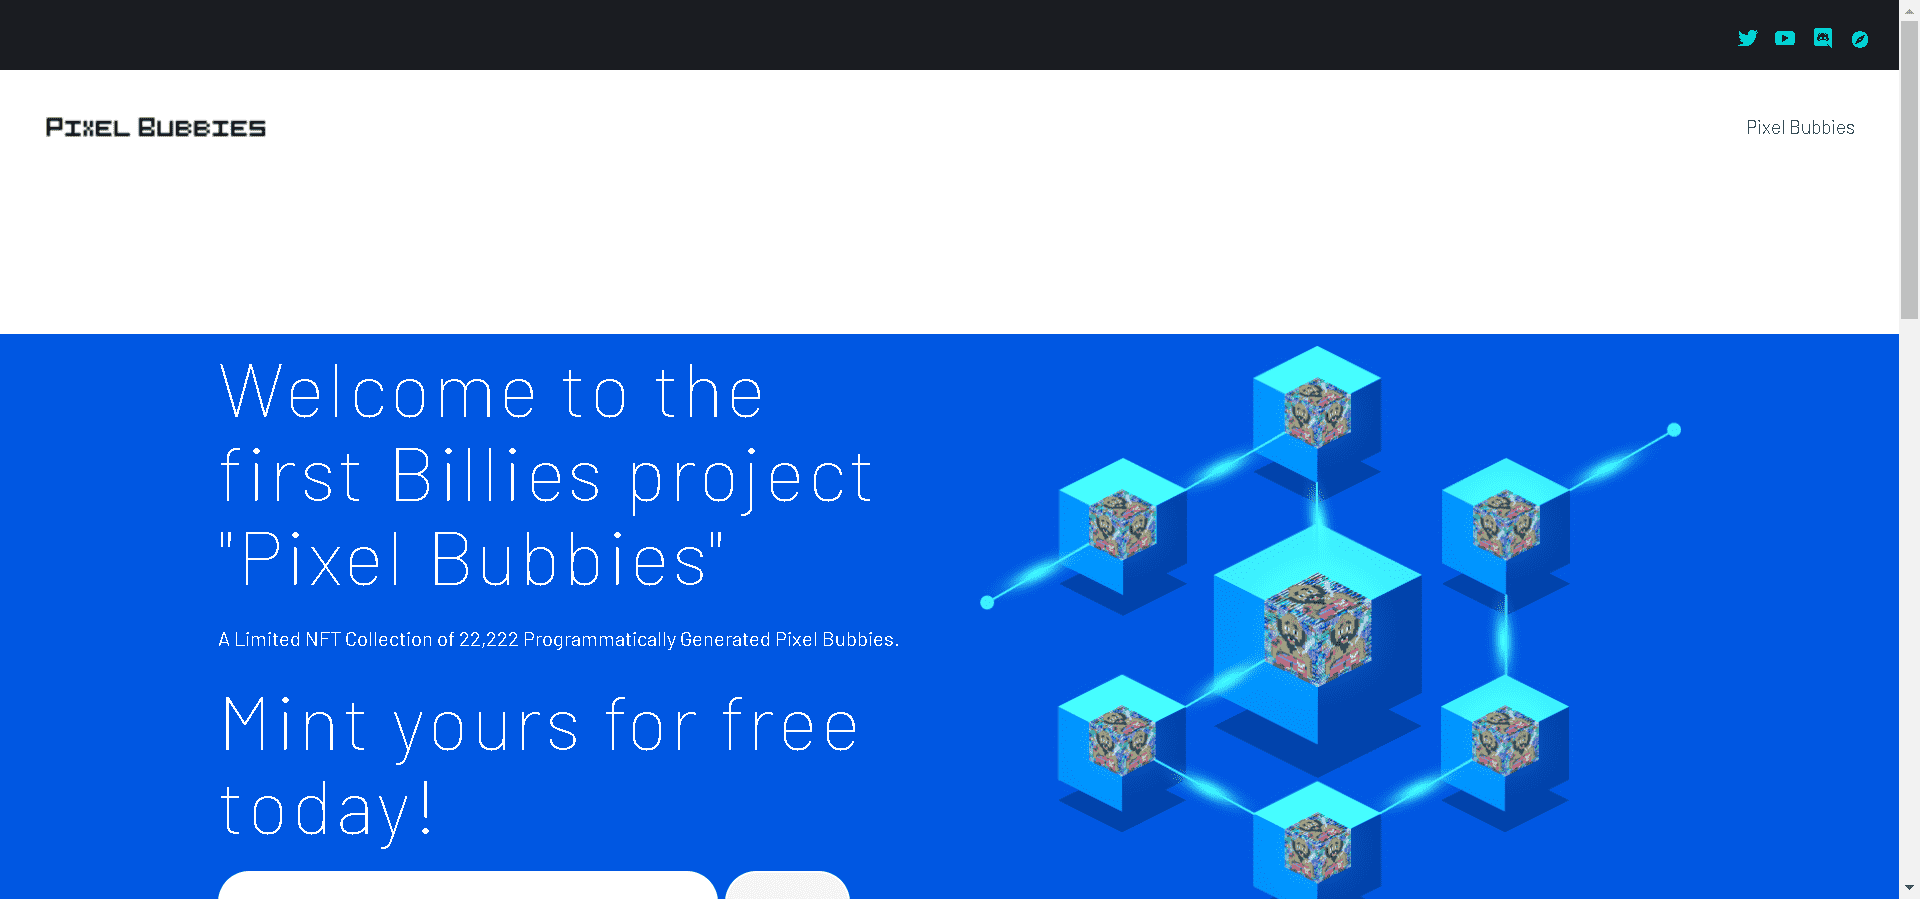 Pixel Bubbies
Pixel Bubbies
Welcome to the
first Billies project
"Pixel Bubbies"
A Limited NFT Collection of 22,222 Programmatically Generated Pixel Bubbies.
Mint yours for free
today!